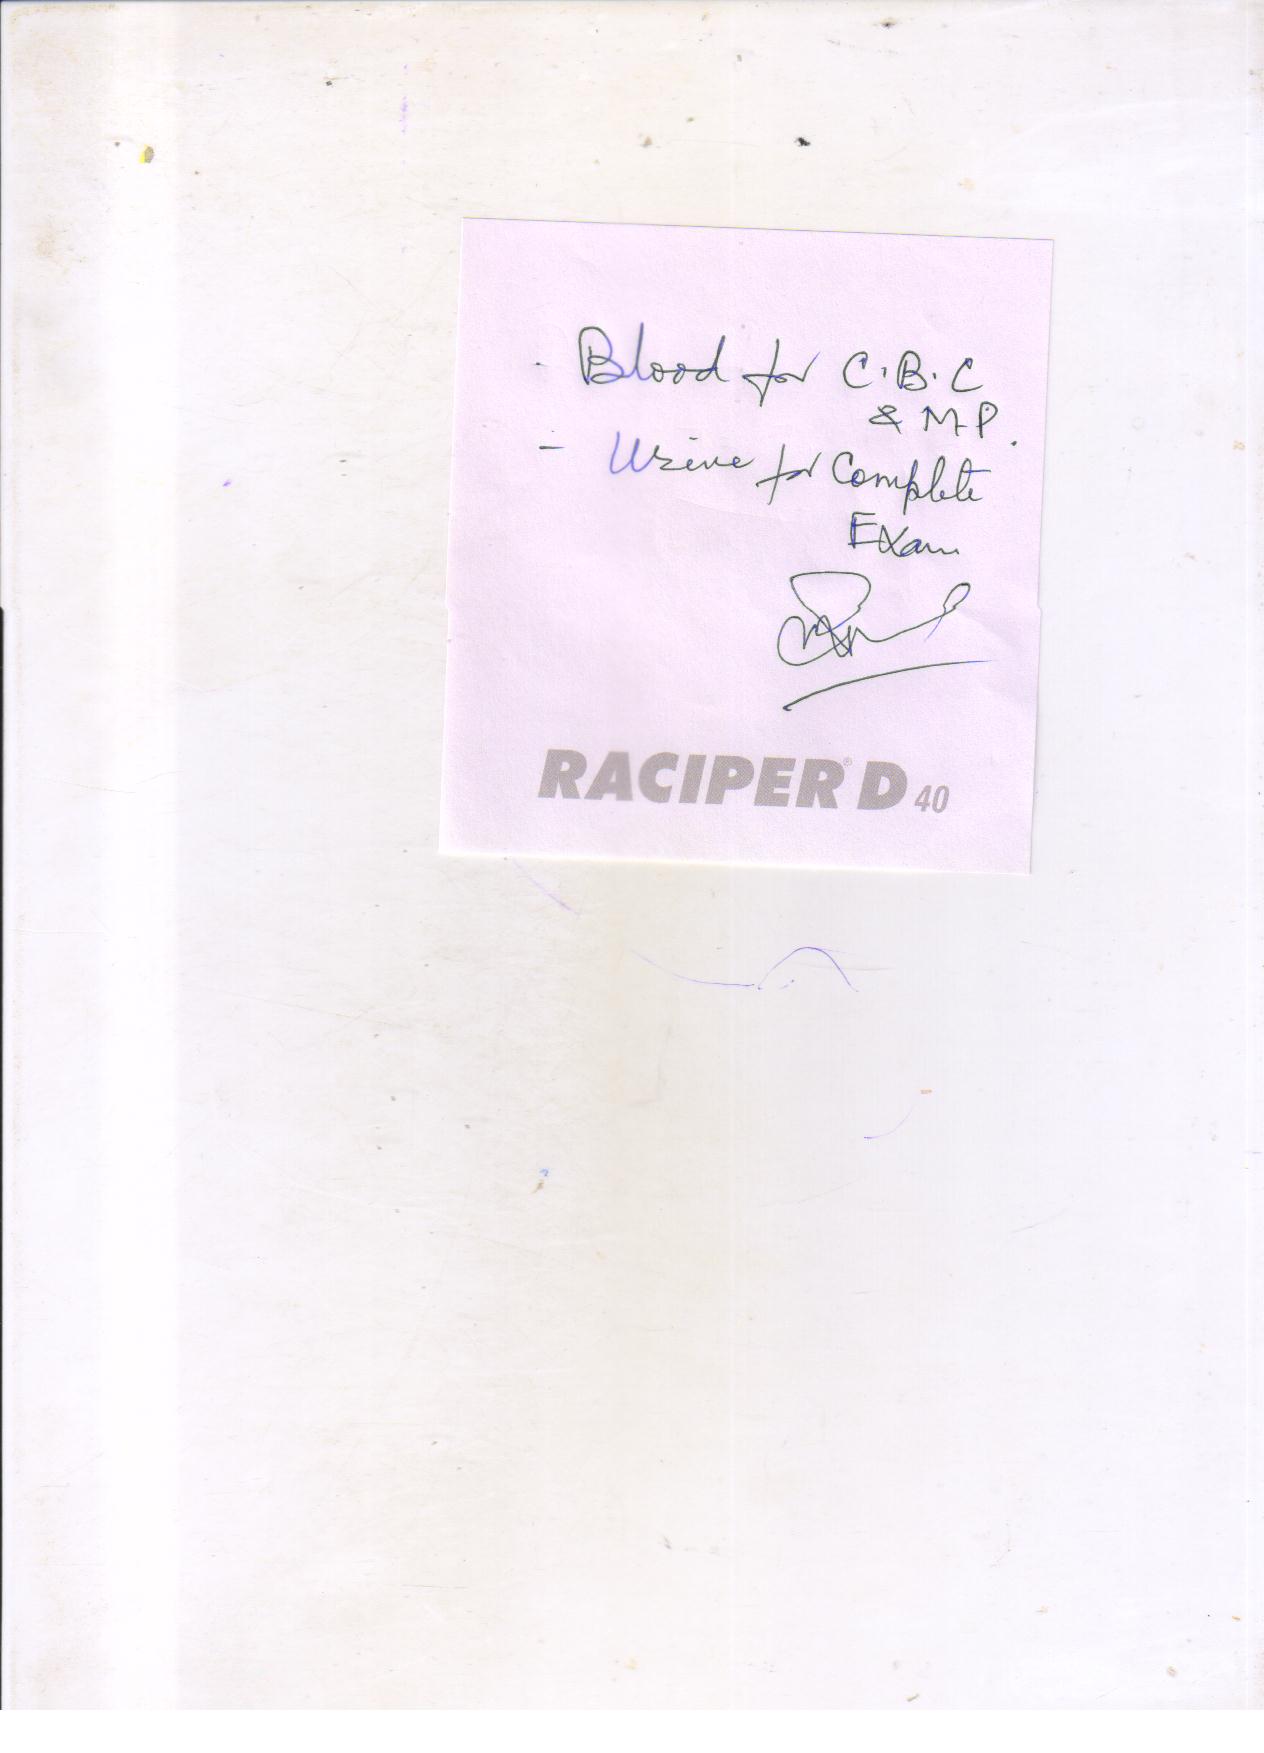 - Blood for C.B.C
& M.P.
- Urine for Complete
Exam
RACIPER® D 40